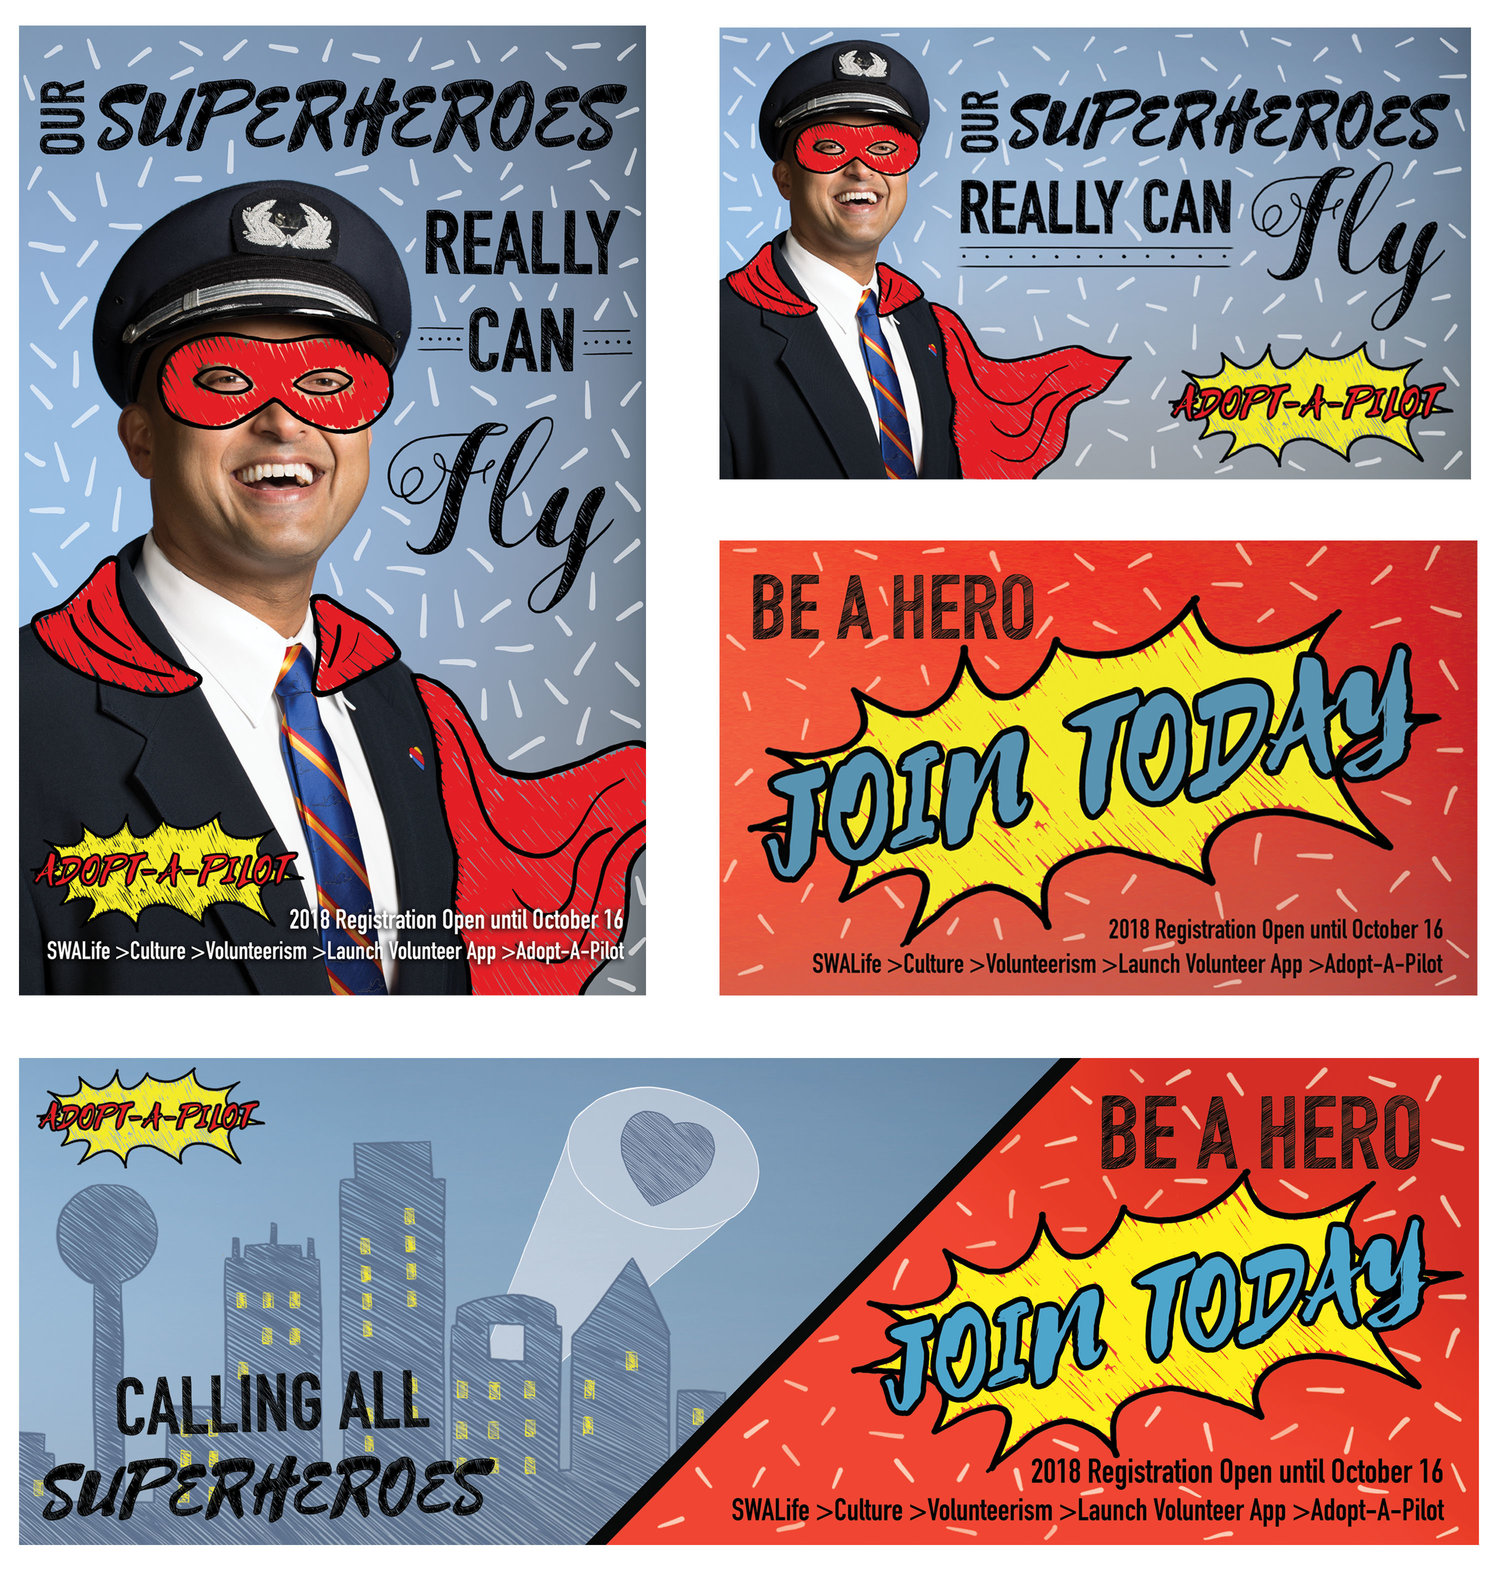 OUR SUPERHEROES
REALLY
CAN
Fly
ADOPT-A-PILOT
2018 Registration Open until October 16
SWALife >Culture >Volunteerism >Launch Volunteer App >Adopt-A-Pilot
OUR SUPERHEROES
REALLY CAN Fly
ADOPT-A-PILOT
BE A HERO
JOIN TODAY
2018 Registration Open until October 16
SWALife >Culture >Volunteerism >Launch Volunteer App >Adopt-A-Pilot
ADOPT-A-PILOT
CALLING ALL
SUPERHEROES
BE A HERO
JOIN TODAY
2018 Registration Open until October 16
SWALife >Culture >Volunteerism >Launch Volunteer App >Adopt-A-Pilot